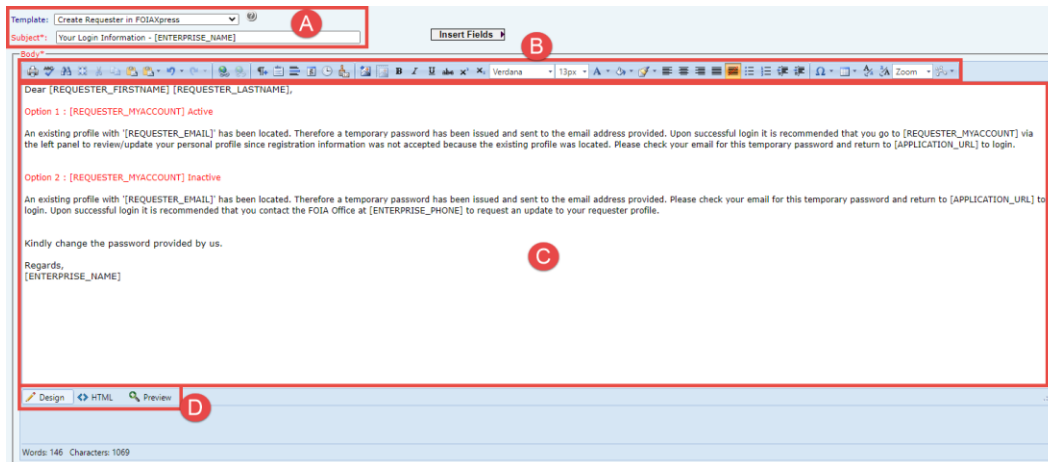 Template: Create Requester in FOIAXpress
A
Subject*: Your Login Information - [ENTERPRISE_NAME]
Insert Fields
B
Body*
Verdana 13px Zoom
Dear [REQUESTER_FIRSTNAME] [REQUESTER_LASTNAME],
Option 1 : [REQUESTER_MYACCOUNT] Active
An existing profile with '[REQUESTER_EMAIL]' has been located. Therefore a temporary password has been issued and sent to the email address provided. Upon successful login it is recommended that you go to [REQUESTER_MYACCOUNT] via
the left panel to review/update your personal profile since registration information was not accepted because the existing profile was located. Please check your email for this temporary password and return to [APPLICATION_URL] to login.
Option 2 : [REQUESTER_MYACCOUNT] Inactive
An existing profile with '[REQUESTER_EMAIL]' has been located. Therefore a temporary password has been issued and sent to the email address provided. Please check your email for this temporary password and return to [APPLICATION_URL] to
login. Upon successful login it is recommended that you contact the FOIA Office at [ENTERPRISE_PHONE] to request an update to your requester profile.
Kindly change the password provided by us.
C
Regards,
[ENTERPRISE_NAME]
Design HTML Preview
D
Words: 146 Characters: 1069